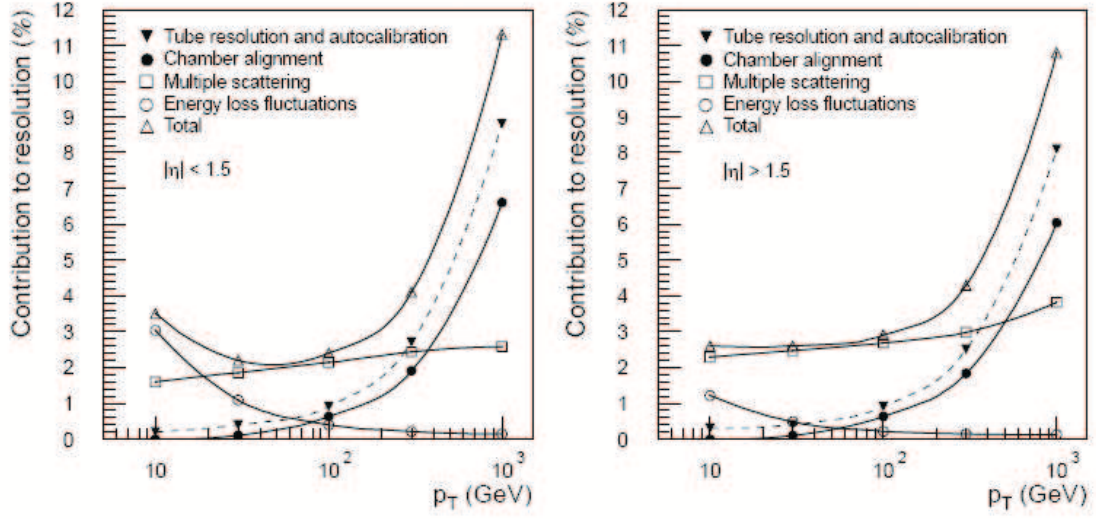 Contribution to resolution (%)
12
11
10
9
8
7
6
5
4
3
2
1
0
Tube resolution and autocalibration
Chamber alignment
Multiple scattering
Energy loss fluctuations
Total
|η| < 1.5
10
10²
10³
pT (GeV)
Contribution to resolution (%)
12
11
10
9
8
7
6
5
4
3
2
1
0
Tube resolution and autocalibration
Chamber alignment
Multiple scattering
Energy loss fluctuations
Total
|η| > 1.5
10
10²
10³
pT (GeV)